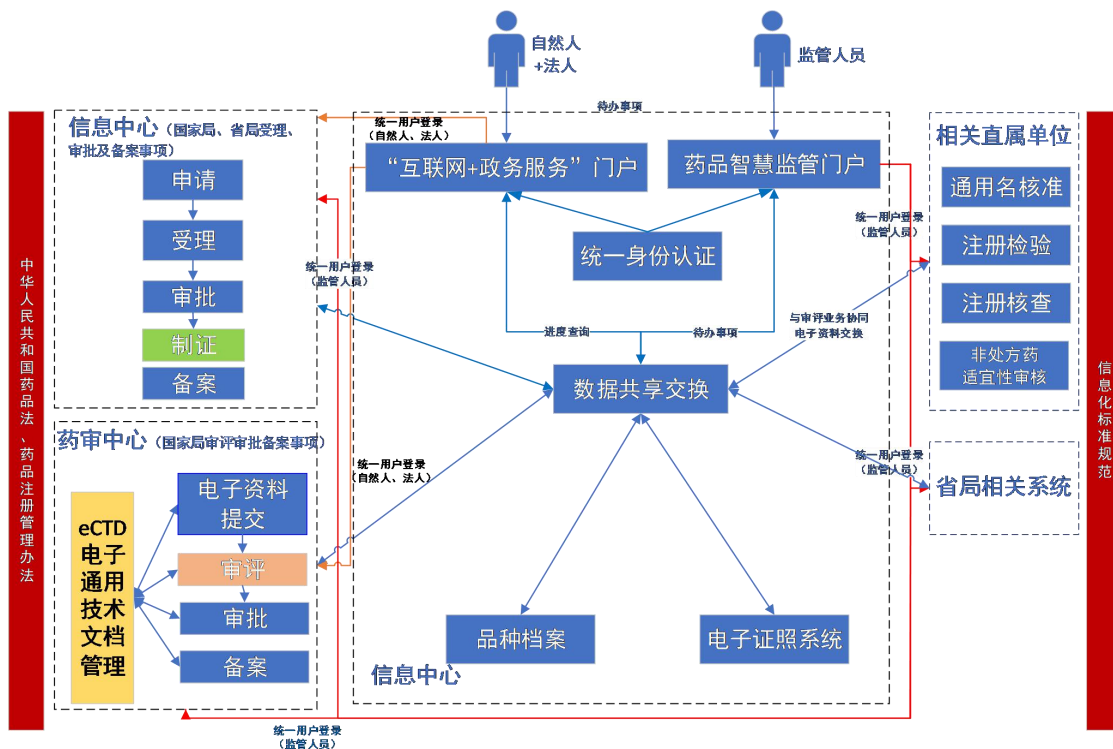 自然人
+法人
监管人员
中华人民共和国药品法、药品注册管理办法
信息中心（国家局、省局受理、
审批及备案事项）
申请
受理
审批
制证
备案
药审中心（国家局审评审批备案事项）
eCTD
电子
通用
技术
文档
管理
电子资料
提交
审评
审批
备案
待办事项
统一用户登录
（自然人、法人）
“互联网+政务服务”门户
药品智慧监管门户
统一身份认证
统一用户登录
（监管人员）
统一用户登录
（监管人员）
进度查询
待办事项
与审评业务协同
电子资料交换
数据共享交换
统一用户登录
（自然人、法人）
统一用户登录
（监管人员）
品种档案
电子证照系统
信息中心
统一用户登录
（监管人员）
相关直属单位
通用名核准
注册检验
注册核查
非处方药
适宜性审核
省局相关系统
信息化标准规范